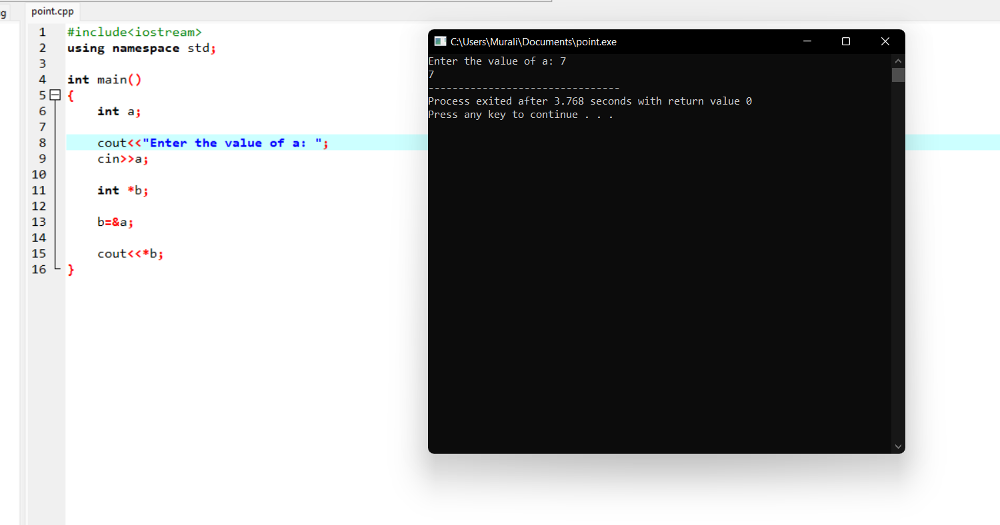 g
point.cpp
1 #include<iostream>
2 using namespace std;
3
4 int main()
5 {
6 int a;
7
8 cout<<"Enter the value of a: ";
9 cin>>a;
10
11 int *b;
12
13 b=&a;
14
15 cout<<*b;
16 }
C:\Users\Murali\Documents\point.exe
Enter the value of a: 7
7
--------------------------------
Process exited after 3.768 seconds with return value 0
Press any key to continue . . .